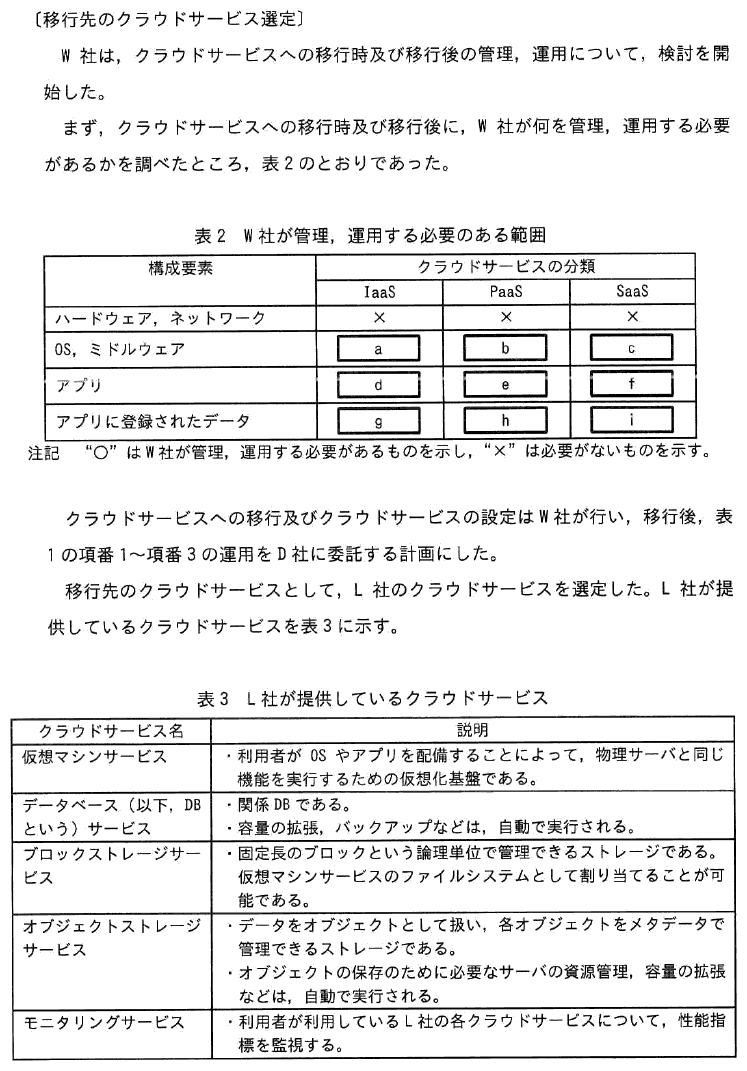 〔移行先のクラウドサービス選定〕
W 社は，クラウドサービスへの移行時及び移行後の管理，運用について，検討を開
始した。
まず，クラウドサービスへの移行時及び移行後に，W 社が何を管理，運用する必要
があるかを調べたところ，表２のとおりであった。
表２　W 社が管理，運用する必要のある範囲
構成要素
クラウドサービスの分類
IaaS PaaS SaaS
ハードウェア，ネットワーク × × ×
OS，ミドルウェア a b c
アプリ d e f
アプリに登録されたデータ g h i
注記　“○”は W 社が管理，運用する必要があるものを示し，“×”は必要がないものを示す。
クラウドサービスへの移行及びクラウドサービスの設定は W 社が行い，移行後，表
１の項番１～項番３の運用を D 社に委託する計画にした。
移行先のクラウドサービスとして，L 社のクラウドサービスを選定した。L 社が提
供しているクラウドサービスを表３に示す。
表３　L 社が提供しているクラウドサービス
クラウドサービス名 説明
仮想マシンサービス ・利用者が OS やアプリを配備することによって，物理サーバと同じ
機能を実行するための仮想化基盤である。
データベース（以下，DB ・関係 DB である。
という）サービス ・容量の拡張，バックアップなどは，自動で実行される。
ブロックストレージサー ・固定長のブロックという論理単位で管理できるストレージである。
ビス 仮想マシンサービスのファイルシステムとして割り当てることが可
能である。
オブジェクトストレージ ・データをオブジェクトとして扱い，各オブジェクトをメタデータで
サービス 管理できるストレージである。
・オブジェクトの保存のために必要なサーバの資源管理，容量の拡張
などは，自動で実行される。
モニタリングサービス ・利用者が利用している L 社の各クラウドサービスについて，性能指
標を監視する。